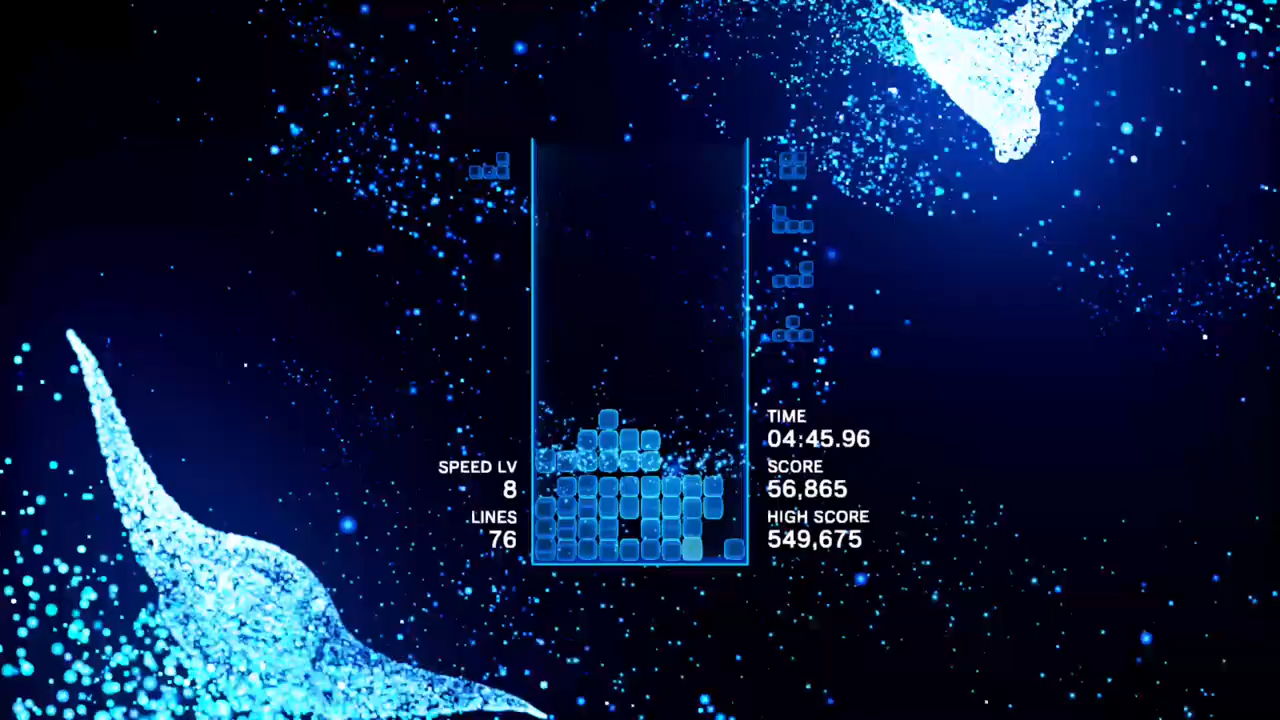 SPEED LV
8
LINES
76
TIME
04:45.96
SCORE
56,865
HIGH SCORE
549,675